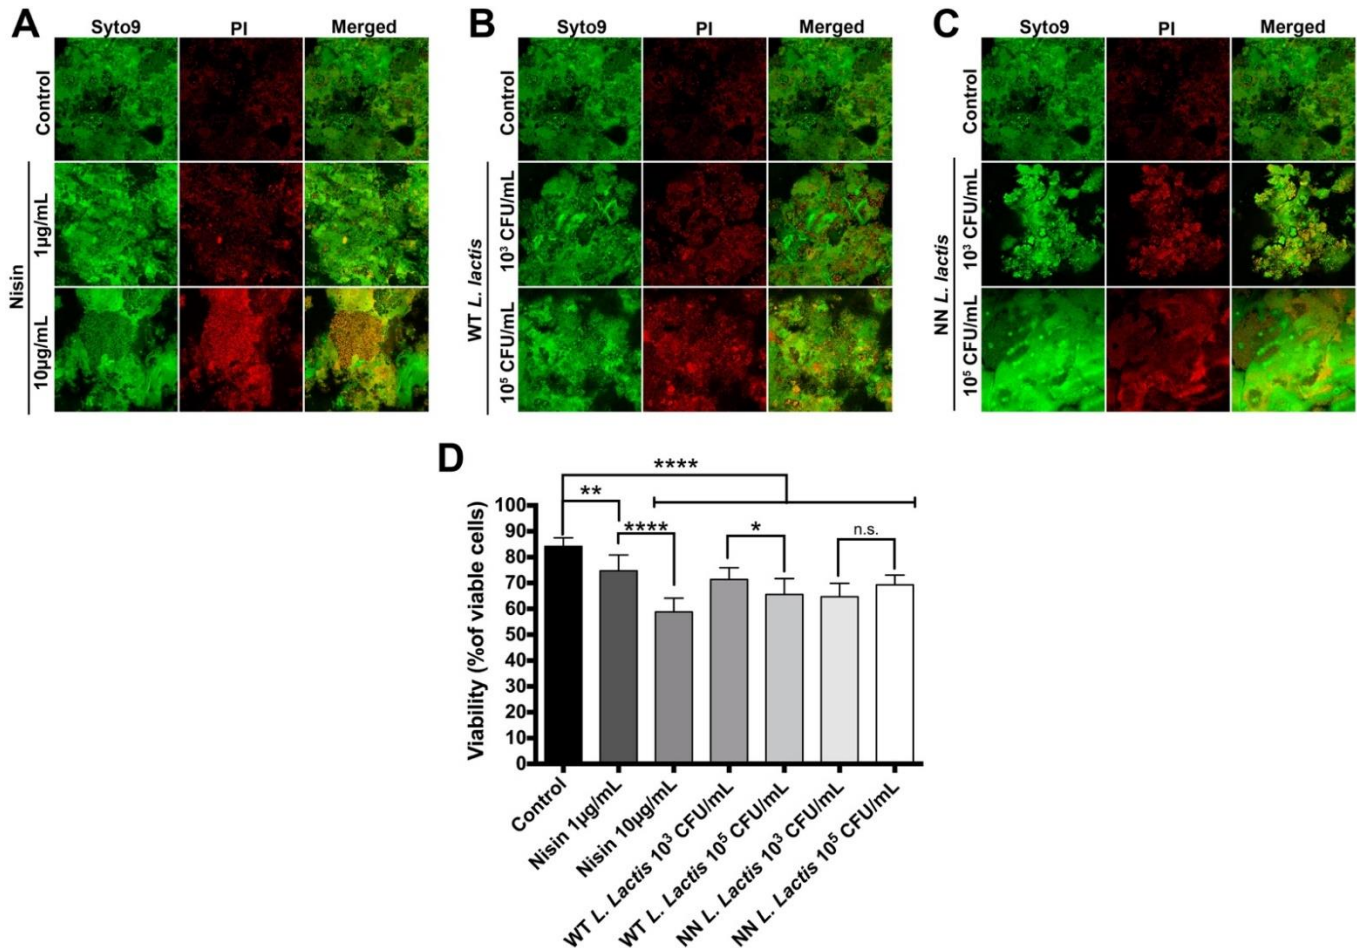 A
Syto9 PI Merged
Control
Nisin
1µg/mL
10µg/mL
B
Syto9 PI Merged
Control
WT L. lactis
10³ CFU/mL
10⁵ CFU/mL
C
Syto9 PI Merged
Control
NN L. lactis
10³ CFU/mL
10⁵ CFU/mL
D
****
**
****
*
n.s.
Viability (%of viable cells)
100
90
80
70
60
50
40
30
20
10
0
Control
Nisin 1µg/mL
Nisin 10µg/mL
WT L. Lactis 10³ CFU/mL
WT L. Lactis 10⁵ CFU/mL
NN L. Lactis 10³ CFU/mL
NN L. Lactis 10⁵ CFU/mL